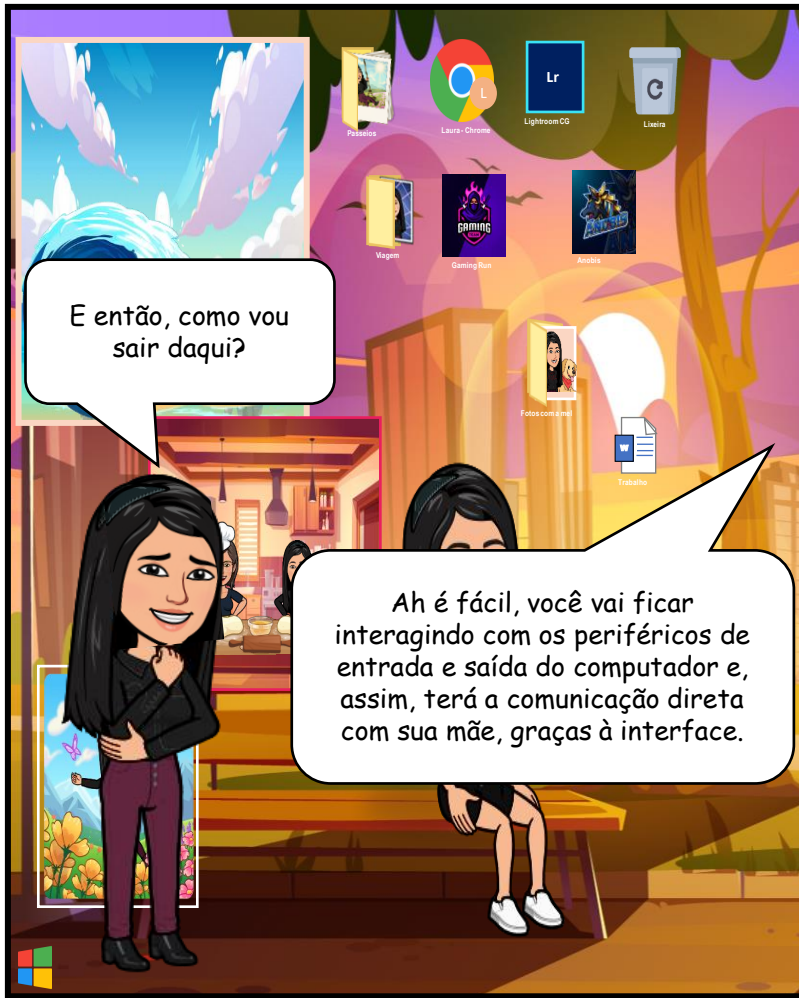 Lr
L
Passeios
Laura - Chrome
Lightroom CG
Lixeira
GAMING
Viagem
Gaming Run
ANOBIS
Anobis
E então, como vou
sair daqui?
Fotos com a mel
W
Trabalho
Ah é fácil, você vai ficar
interagindo com os periféricos de
entrada e saída do computador e,
assim, terá a comunicação direta
com sua mãe, graças à interface.